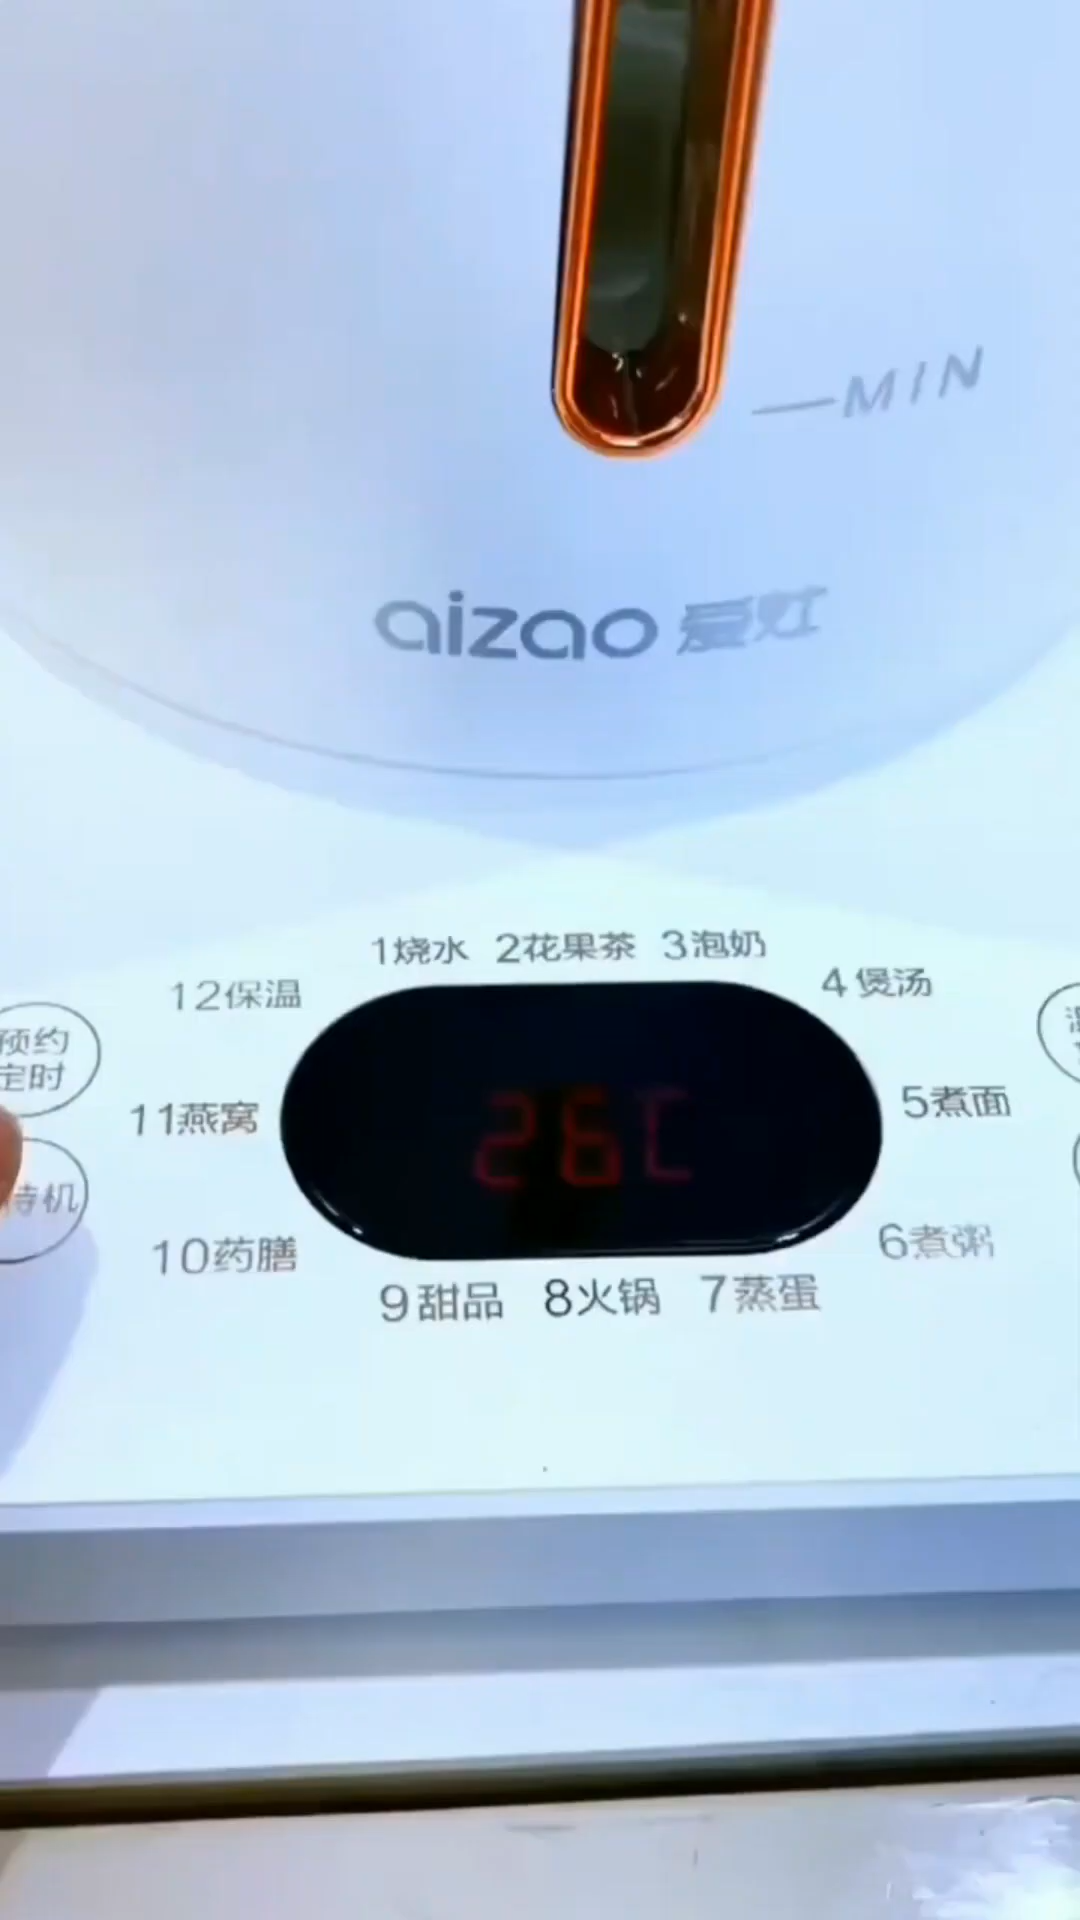 MIN
aizao 爱灶
1烧水 2花果茶 3泡奶
12保温
4煲汤
预约
定时
11燕窝
26C
5煮面
待机
10药膳
6煮粥
9甜品 8火锅 7蒸蛋